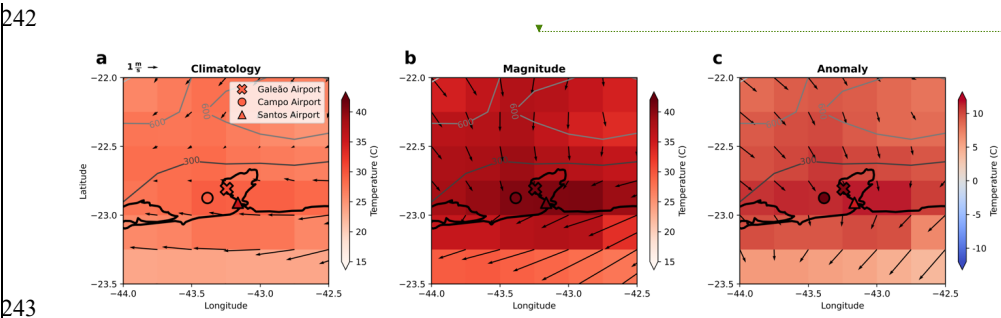 242
a 1 m/s → Climatology
b Magnitude
c Anomaly
Galeão Airport
Campo Airport
Santos Airport
−22.0
−22.5
−23.0
−23.5
Latitude
−44.0 −43.5 −43.0 −42.5
Longitude
600
600
300
40
35
30
25
20
15
Temperature (C)
−22.0
−22.5
−23.0
−23.5
−44.0 −43.5 −43.0 −42.5
Longitude
600
600
300
40
35
30
25
20
15
Temperature (C)
−22.0
−22.5
−23.0
−23.5
−44.0 −43.5 −43.0 −42.5
Longitude
600
600
300
10
5
0
−5
−10
Temperature (C)
243